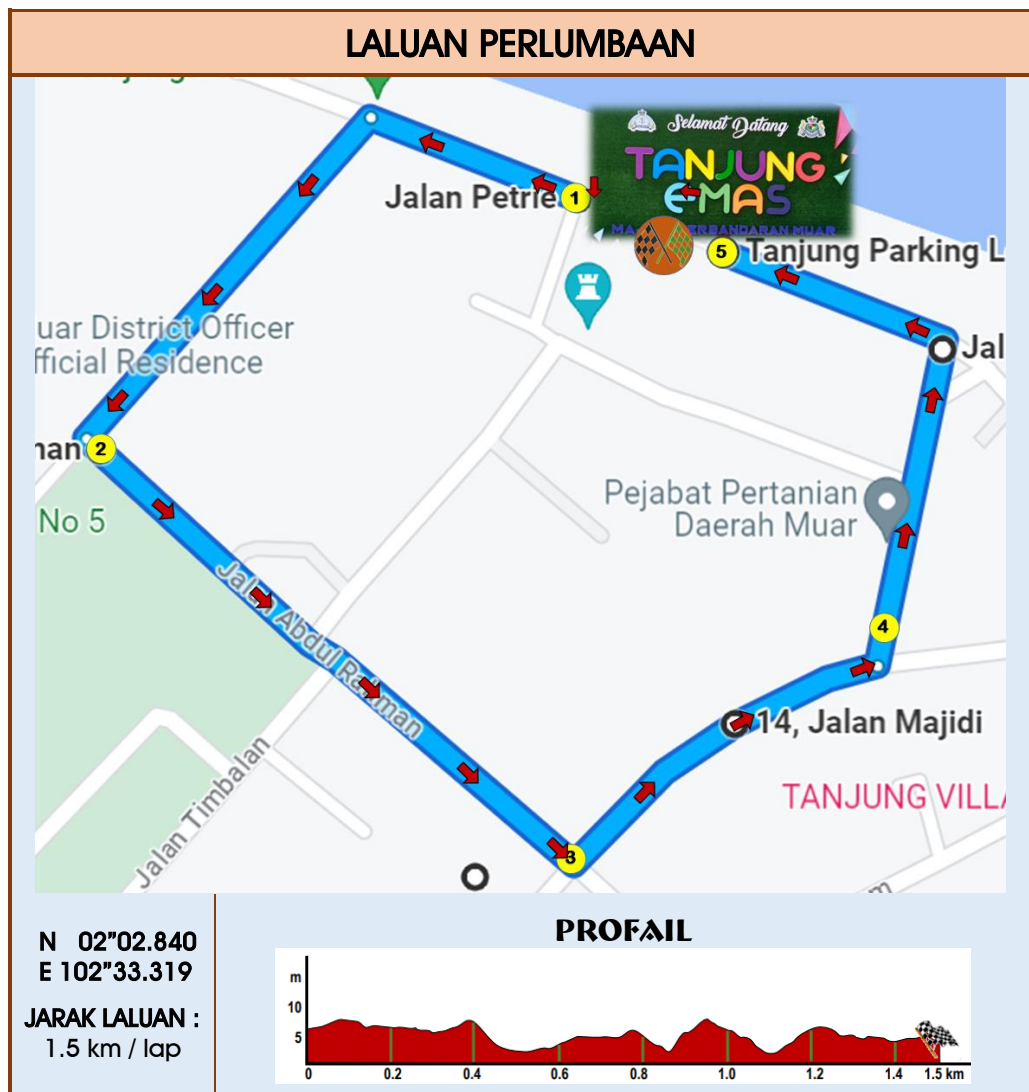 LALUAN PERLUMBAAN
Selamat Datang
TANJUNG
EMAS
Jalan Petrie
1
5
Tanjung Parking L
uar District Officer
fficial Residence
Jal
nan
2
No 5
Pejabat Pertanian
Daerah Muar
4
Jalan Abdul Rahman
14, Jalan Majidi
Jalan Timbalan
TANJUNG VILLA
3
m
N 02"02.840
E 102"33.319
JARAK LALUAN :
1.5 km / lap
PROFAIL
m
10
5
0 0.2 0.4 0.6 0.8 1.0 1.2 1.4 1.5 km